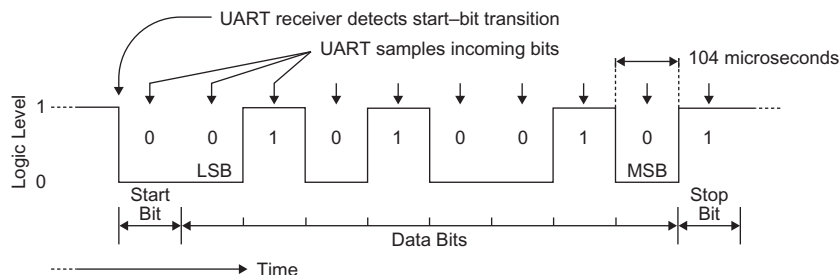 UART receiver detects start–bit transition
UART samples incoming bits
104 microseconds
Logic Level
1
0 0 1 0 1 0 0 1 0 1
LSB MSB
0
Start Bit
Stop Bit
Data Bits
Time